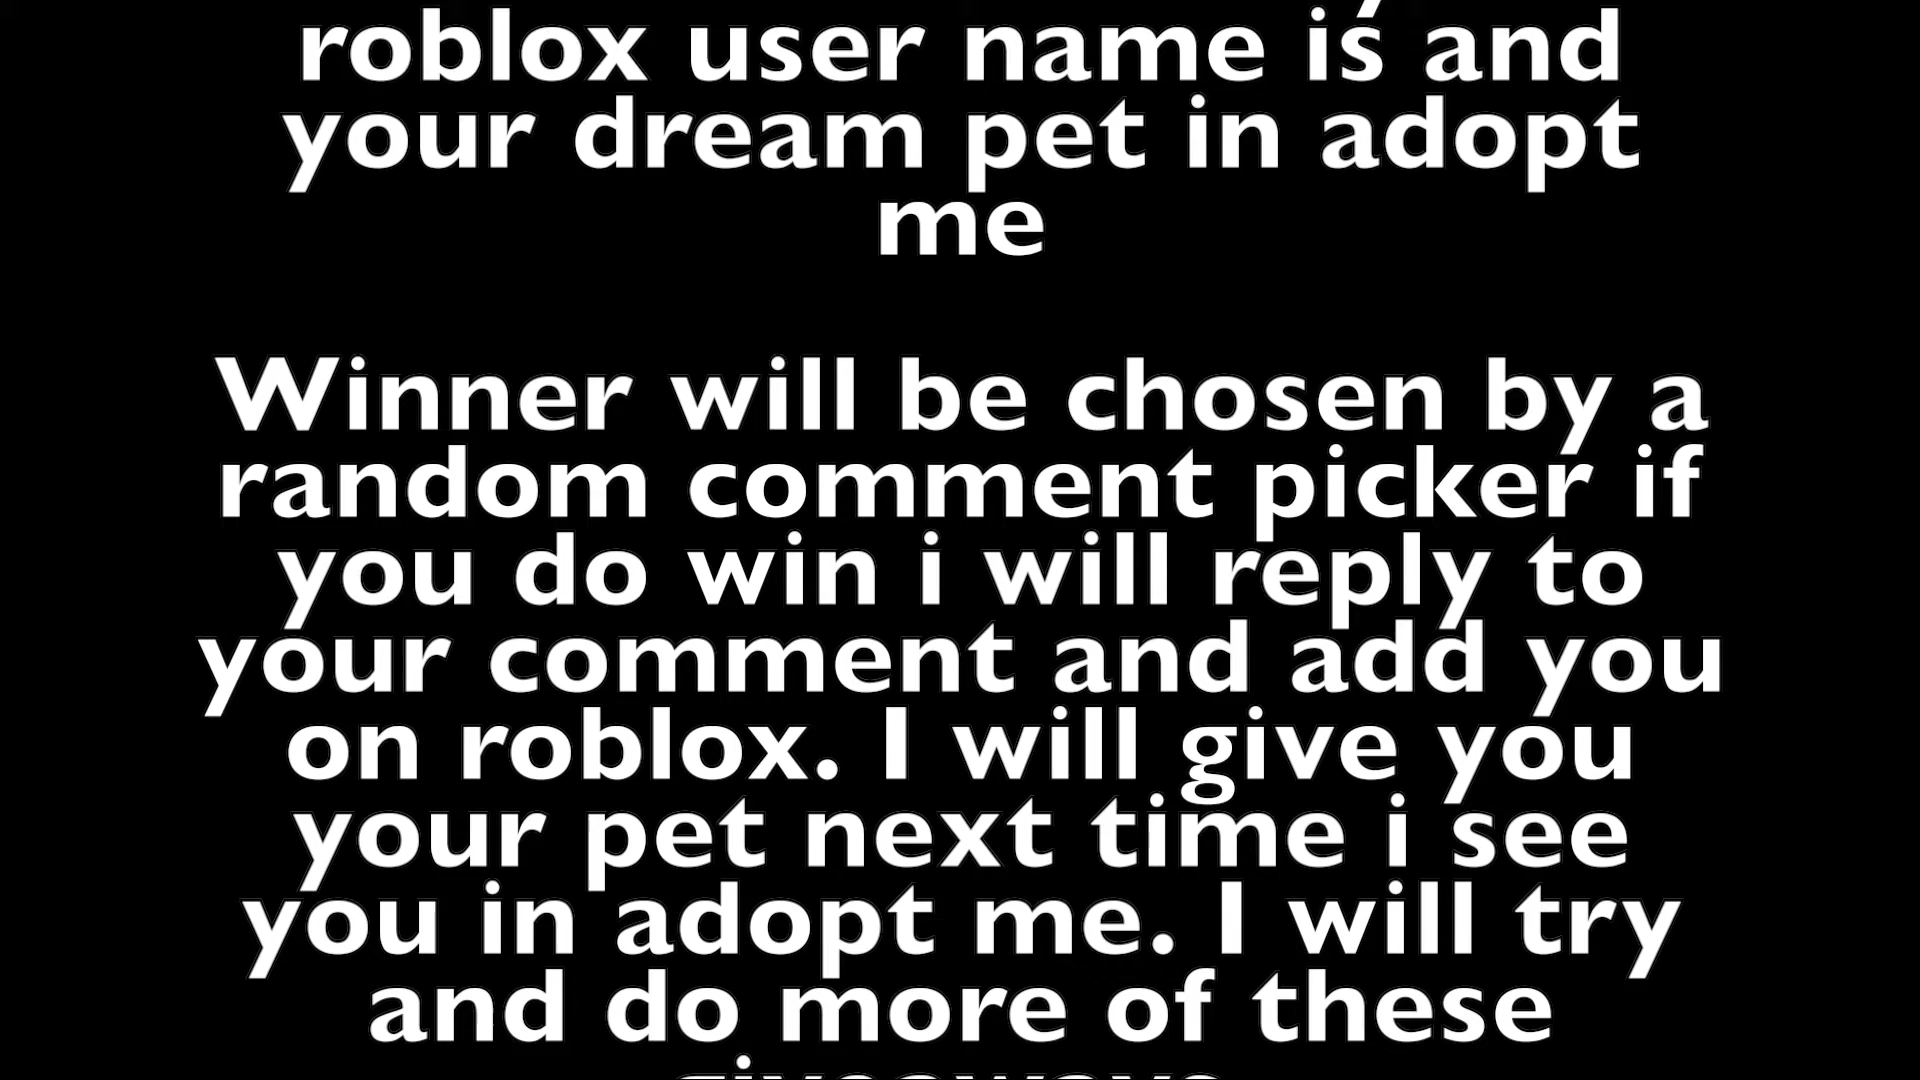 roblox user name is and
your dream pet in adopt
me
Winner will be chosen by a
random comment picker if
you do win i will reply to
your comment and add you
on roblox. I will give you
your pet next time i see
you in adopt me. I will try
and do more of these